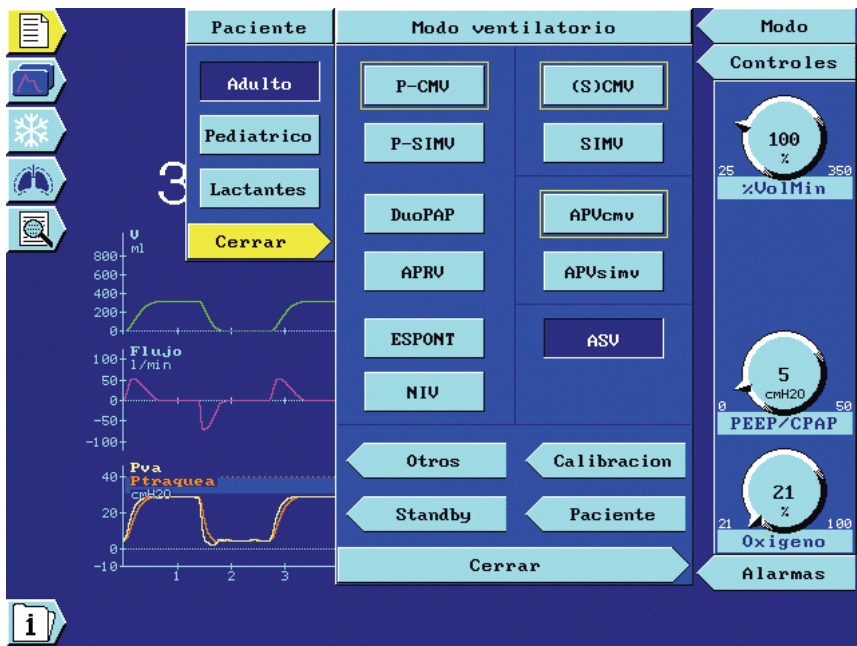 Paciente
Modo ventilatorio
Modo
Controles
Adulto
Pediatrico
Lactantes
Cerrar
P-CMV
(S)CMV
P-SIMV
SIMV
DuoPAP
APVcmv
APRV
APVsimv
ESPONT
ASV
NIV
Otros
Calibracion
Standby
Paciente
Cerrar
3
100
%
25
350
%VolMin
5
cmH2O
0
50
PEEP/CPAP
21
%
21
100
Oxigeno
Alarmas
V
ml
800
600
400
200
0
Flujo
l/min
100
50
0
-50
-100
Pva
Ptraquea
cmH2O
40
20
0
-10
1
2
3
i